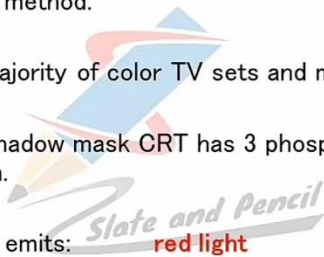 method.
ajority of color TV sets and m
hadow mask CRT has 3 phosp
Slate and Pencil
emits: red light